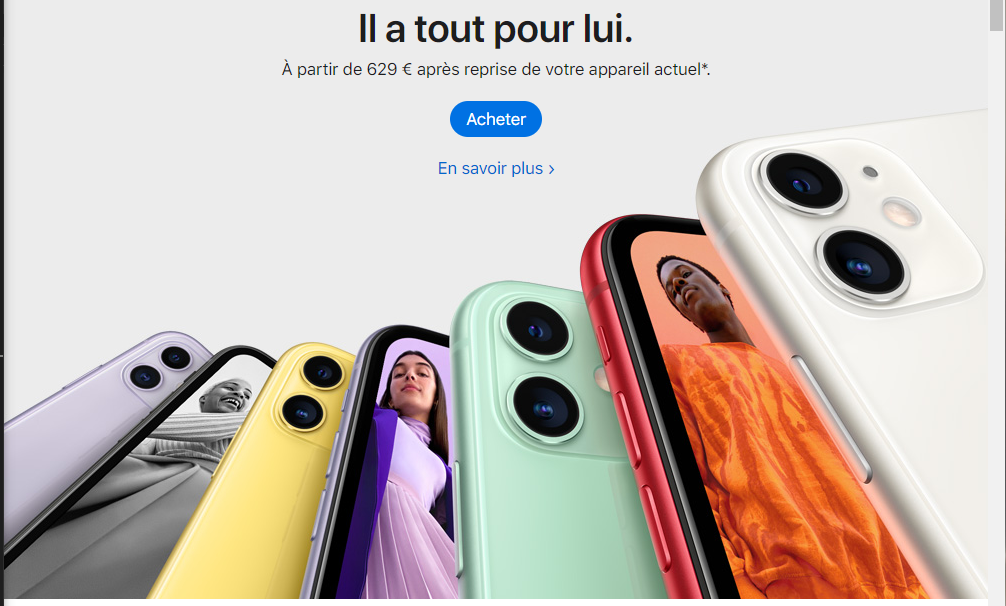 Il a tout pour lui.
À partir de 629 € après reprise de votre appareil actuel*.
Acheter
En savoir plus ›